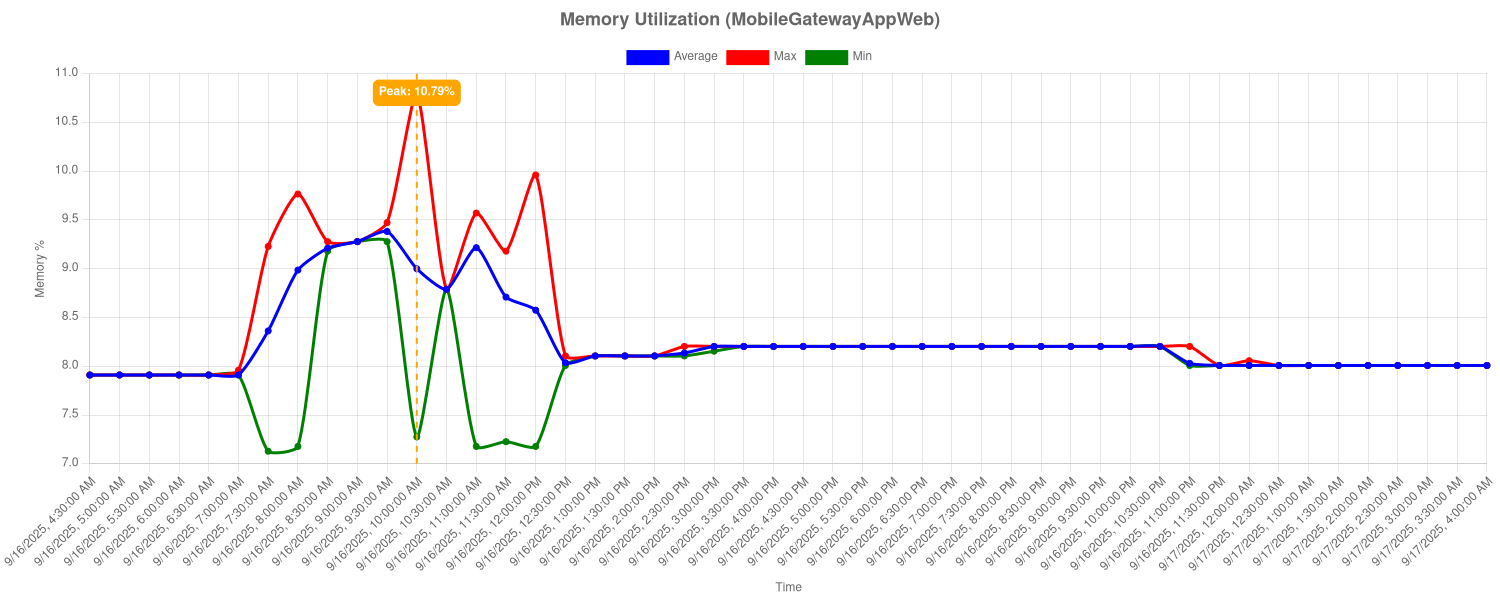 Memory Utilization (MobileGatewayAppWeb)
Average Max Min
Peak: 10.79%
11.0
10.5
10.0
9.5
9.0
8.5
8.0
7.5
7.0
Memory %
9/16/2025, 4:30:00 AM
9/16/2025, 5:00:00 AM
9/16/2025, 5:30:00 AM
9/16/2025, 6:00:00 AM
9/16/2025, 6:30:00 AM
9/16/2025, 7:00:00 AM
9/16/2025, 7:30:00 AM
9/16/2025, 8:00:00 AM
9/16/2025, 8:30:00 AM
9/16/2025, 9:00:00 AM
9/16/2025, 9:30:00 AM
9/16/2025, 10:00:00 AM
9/16/2025, 10:30:00 AM
9/16/2025, 11:00:00 AM
9/16/2025, 11:30:00 AM
9/16/2025, 12:00:00 PM
9/16/2025, 12:30:00 PM
9/16/2025, 1:00:00 PM
9/16/2025, 1:30:00 PM
9/16/2025, 2:00:00 PM
9/16/2025, 2:30:00 PM
9/16/2025, 3:00:00 PM
9/16/2025, 3:30:00 PM
9/16/2025, 4:00:00 PM
9/16/2025, 4:30:00 PM
9/16/2025, 5:00:00 PM
9/16/2025, 5:30:00 PM
9/16/2025, 6:00:00 PM
9/16/2025, 6:30:00 PM
9/16/2025, 7:00:00 PM
9/16/2025, 7:30:00 PM
9/16/2025, 8:00:00 PM
9/16/2025, 8:30:00 PM
9/16/2025, 9:00:00 PM
9/16/2025, 9:30:00 PM
9/16/2025, 10:00:00 PM
9/16/2025, 10:30:00 PM
9/16/2025, 11:00:00 PM
9/16/2025, 11:30:00 PM
9/17/2025, 12:00:00 AM
9/17/2025, 12:30:00 AM
9/17/2025, 1:00:00 AM
9/17/2025, 1:30:00 AM
9/17/2025, 2:00:00 AM
9/17/2025, 2:30:00 AM
9/17/2025, 3:00:00 AM
9/17/2025, 3:30:00 AM
9/17/2025, 4:00:00 AM
Time